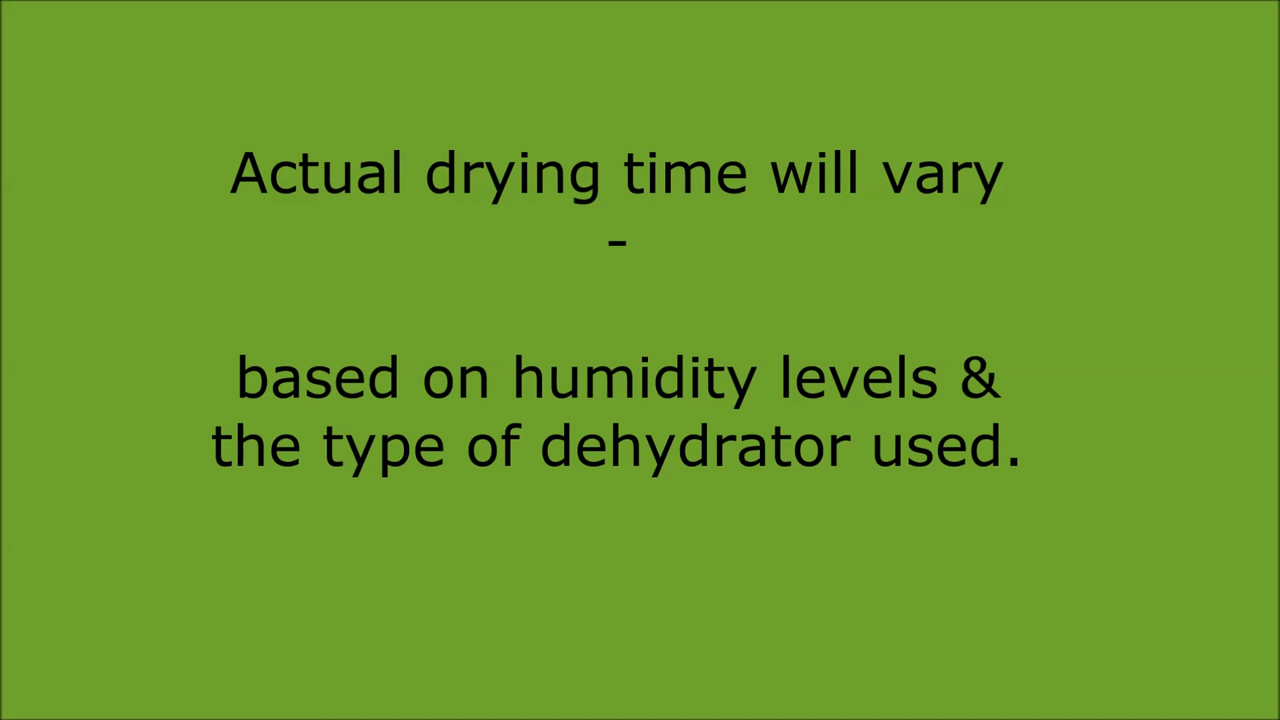 Actual drying time will vary
-
based on humidity levels &
the type of dehydrator used.